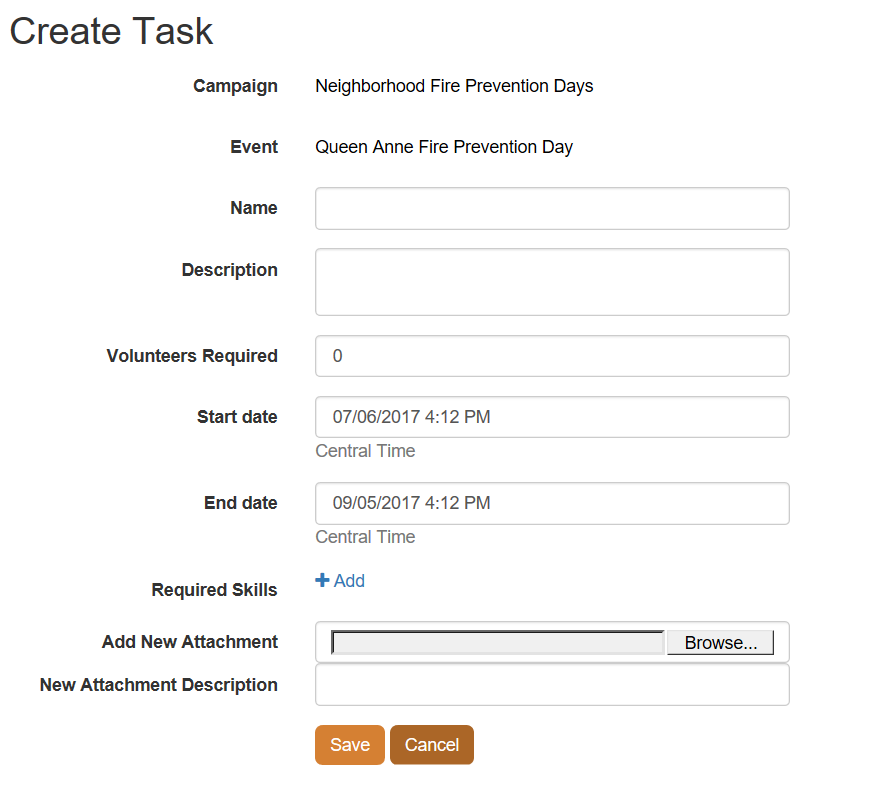 Create Task
Campaign Neighborhood Fire Prevention Days
Event Queen Anne Fire Prevention Day
Name
Description
Volunteers Required 0
Start date 07/06/2017 4:12 PM
Central Time
End date 09/05/2017 4:12 PM
Central Time
Required Skills + Add
Add New Attachment Browse...
New Attachment Description
Save Cancel